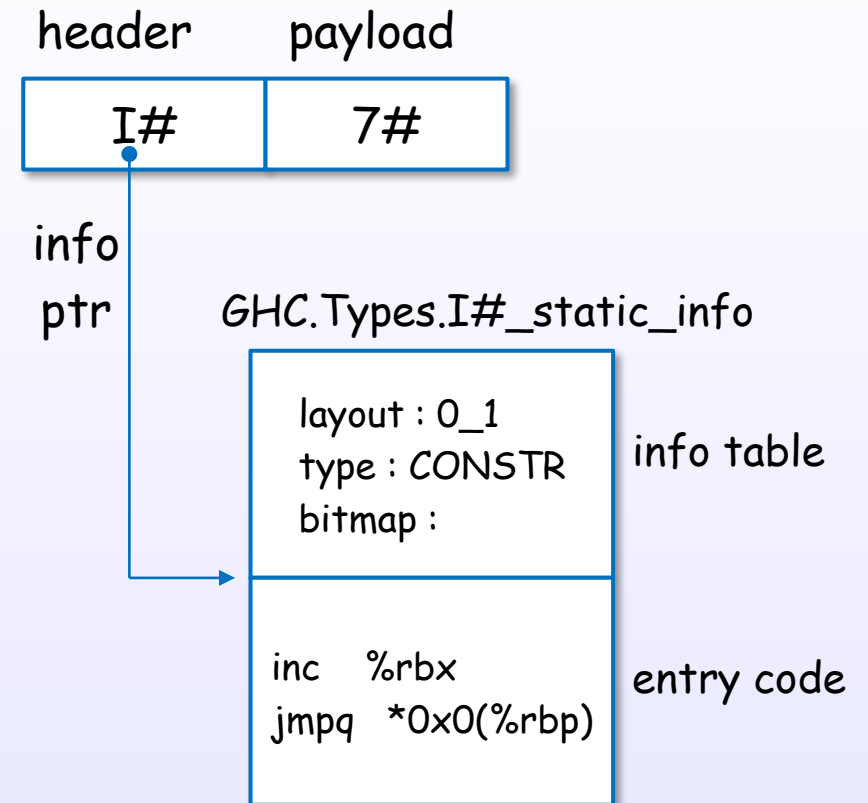 header payload
I# 7#
info
ptr
GHC.Types.I#_static_info
layout : 0_1
type : CONSTR
bitmap :
info table
inc %rbx
jmpq *0x0(%rbp)
entry code